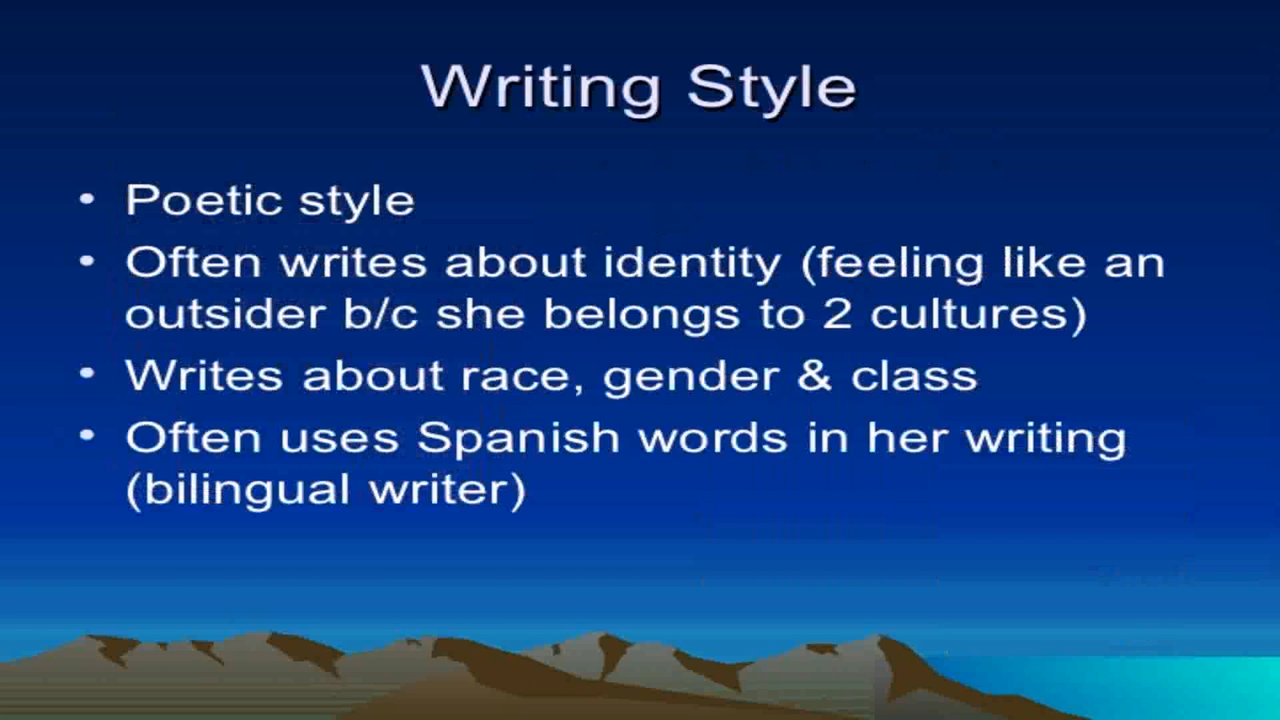 Writing Style
• Poetic style
• Often writes about identity (feeling like an
outsider b/c she belongs to 2 cultures)
• Writes about race, gender & class
• Often uses Spanish words in her writing
(bilingual writer)